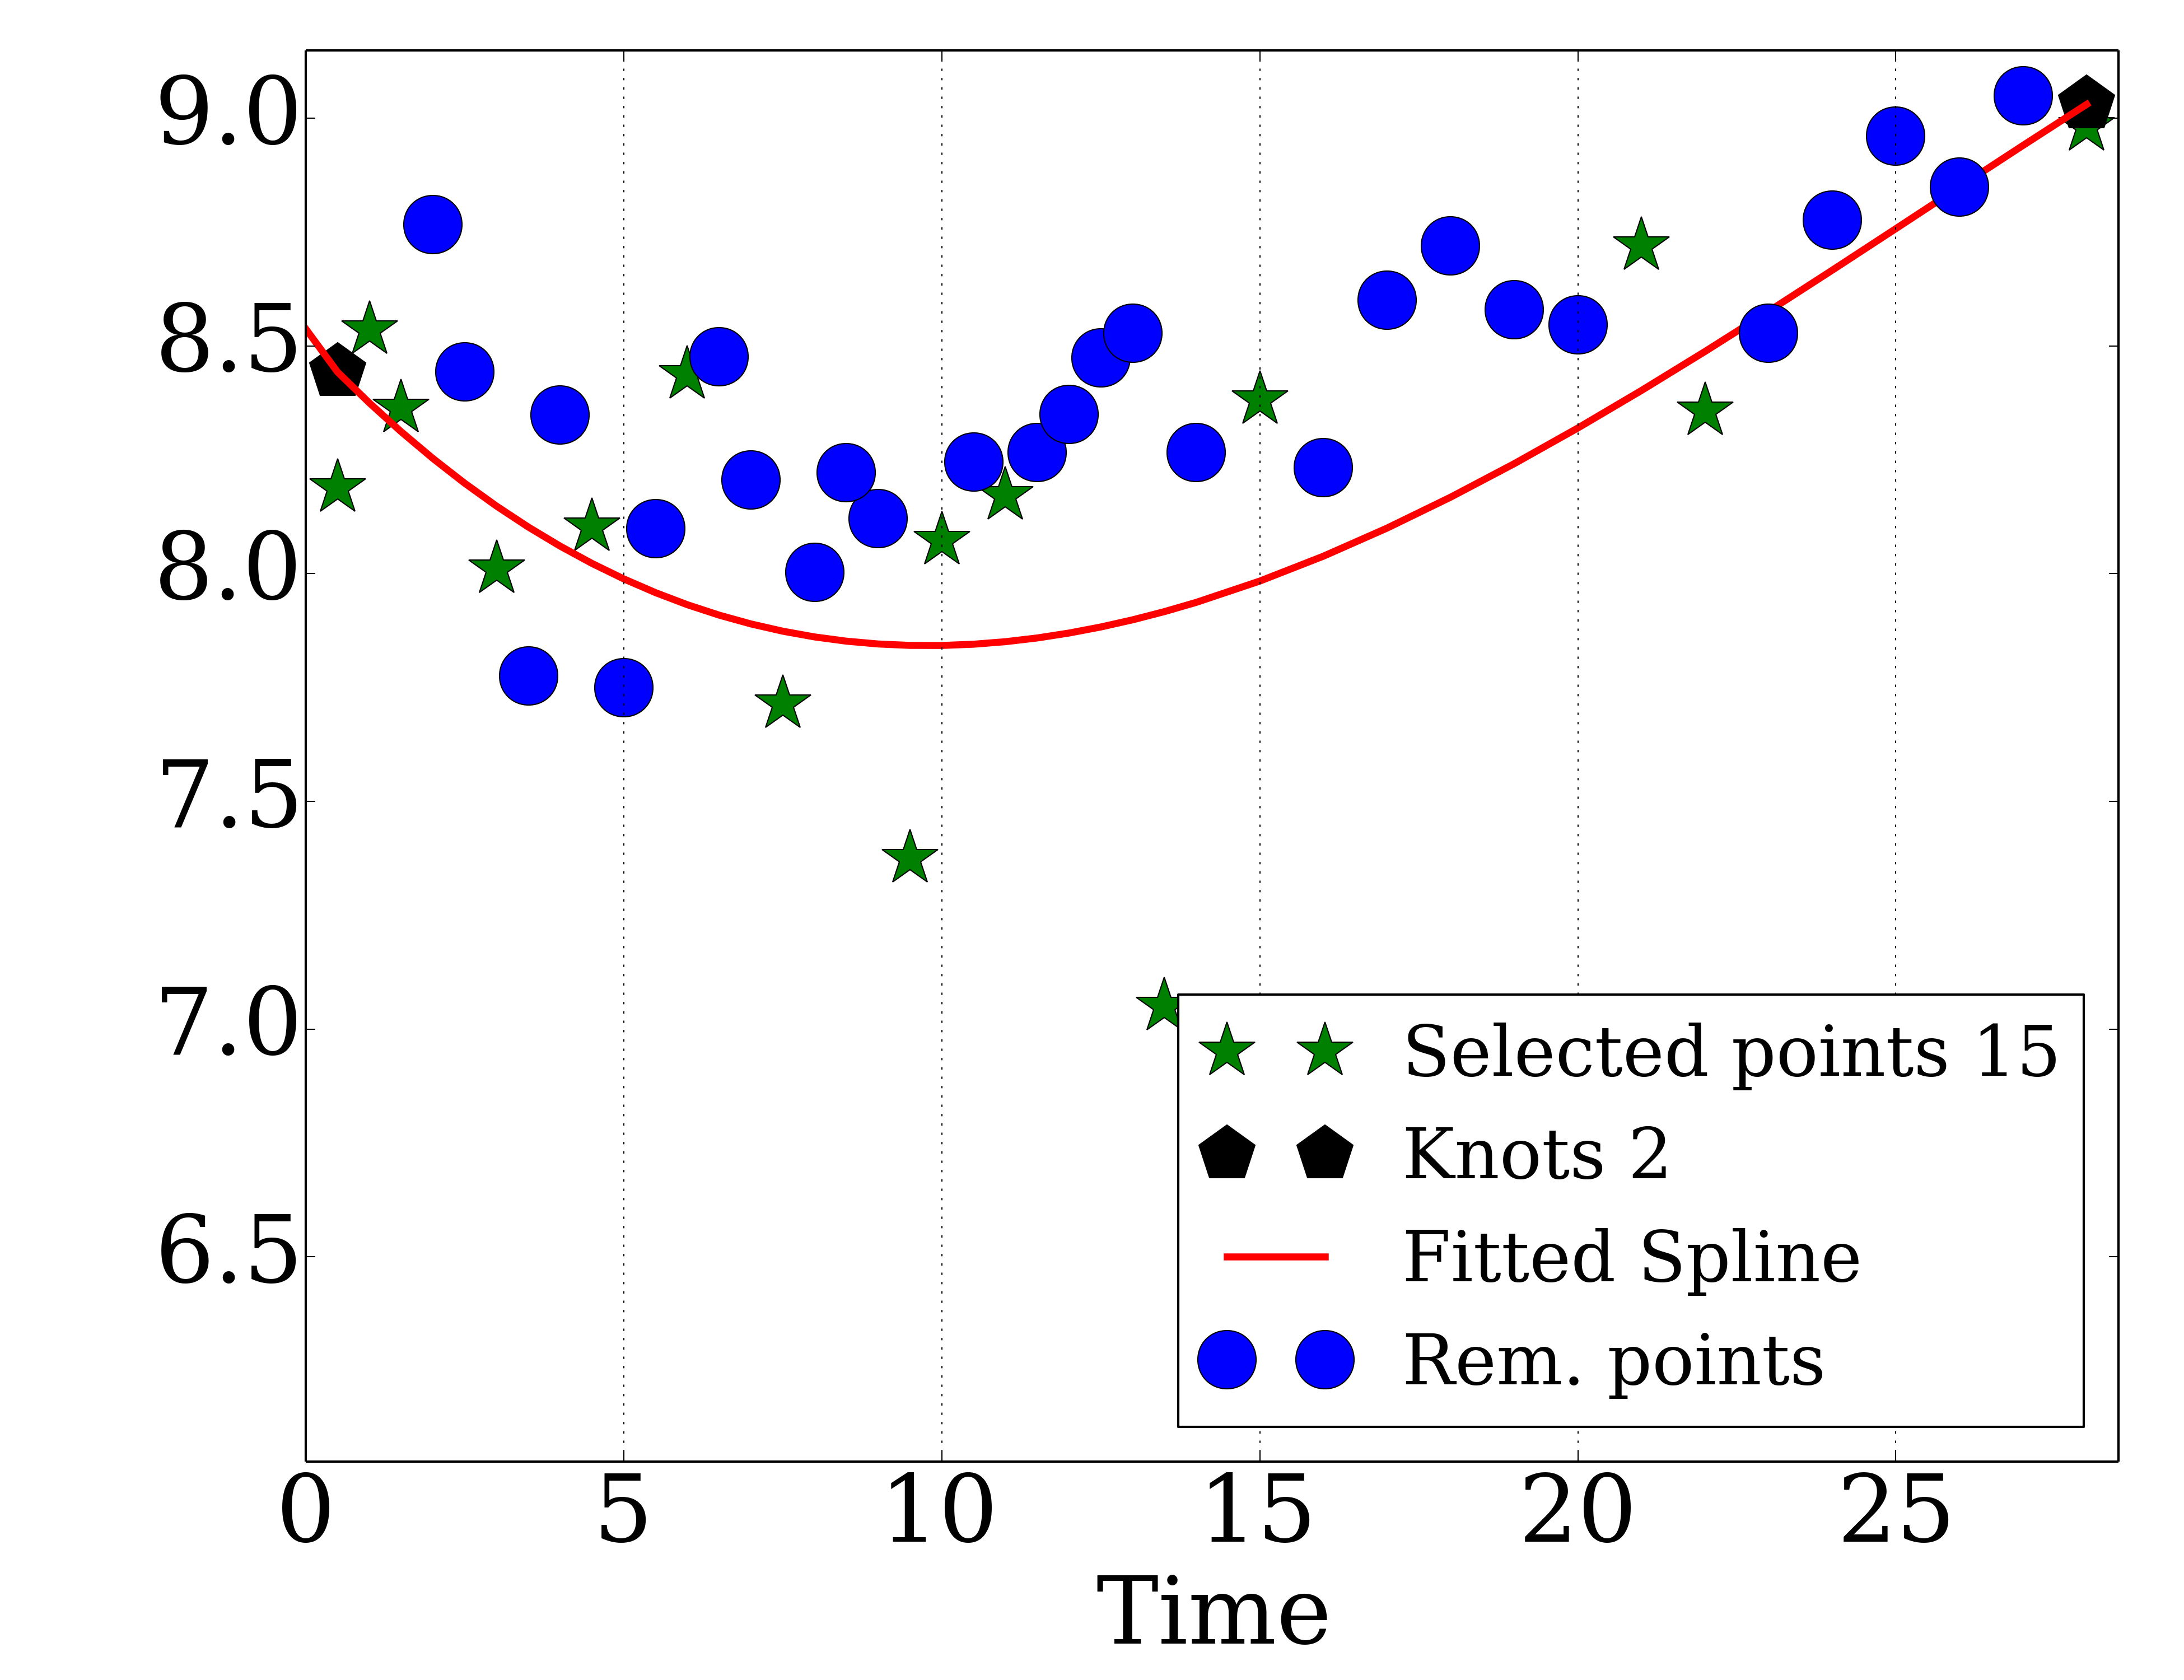 9.0
8.5
8.0
7.5
7.0
6.5
Selected points 15
Knots 2
Fitted Spline
Rem. points
0 5 10 15 20 25
Time